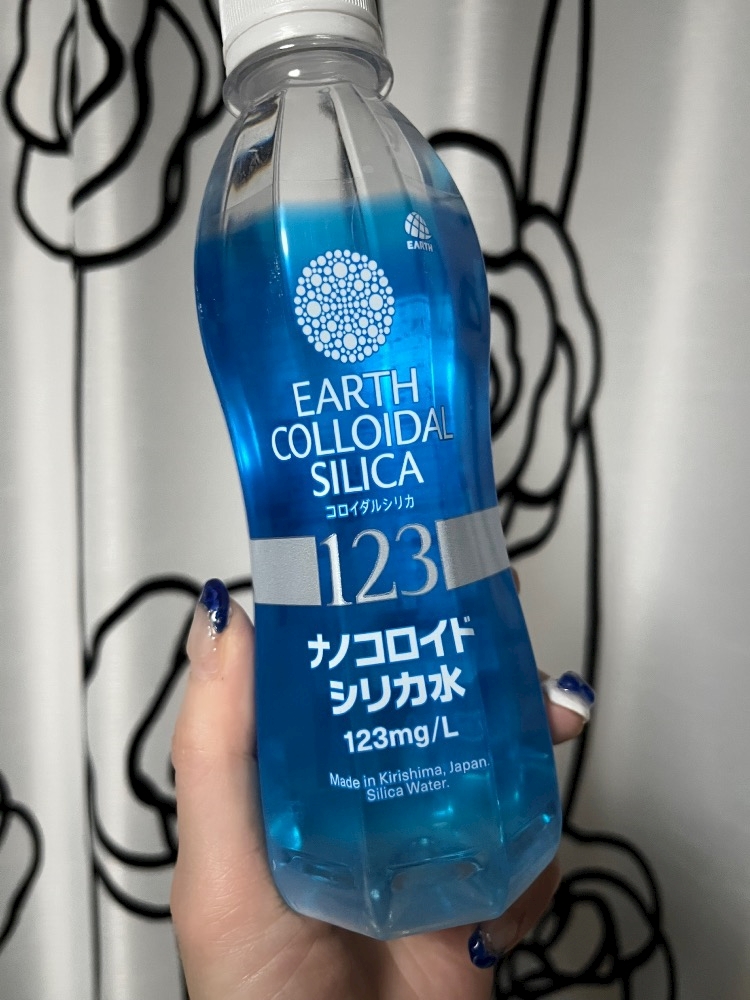 EARTH
EARTH
COLLOIDAL
SILICA
コロイダルシリカ
123
ナノコロイド
シリカ水
123mg/L
Made in Kirishima, Japan.
Silica Water.